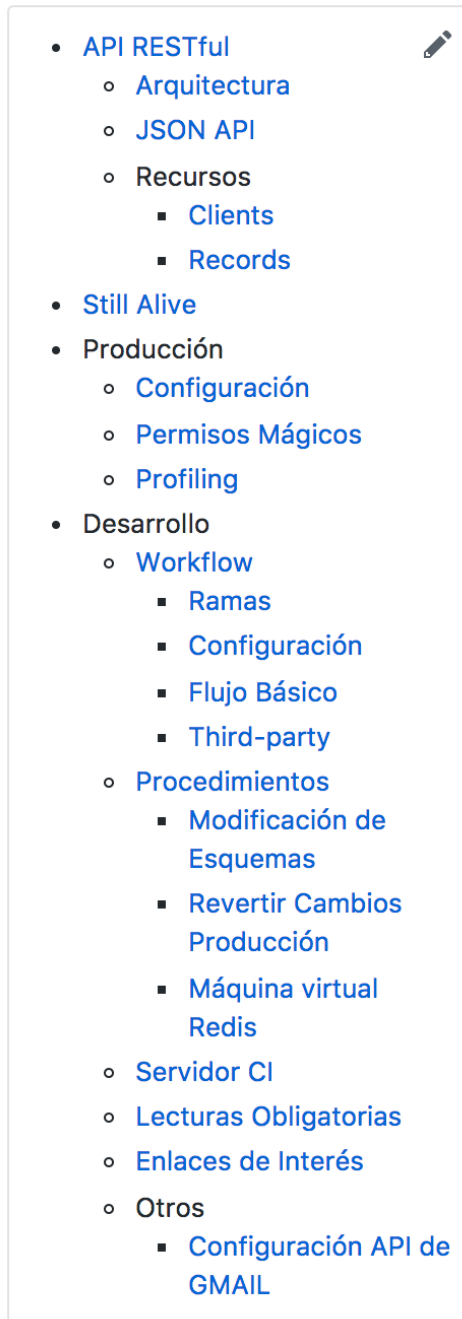 API RESTful
Arquitectura
JSON API
Recursos
Clients
Records
Still Alive
Producción
Configuración
Permisos Mágicos
Profiling
Desarrollo
Workflow
Ramas
Configuración
Flujo Básico
Third-party
Procedimientos
Modificación de
Esquemas
Revertir Cambios
Producción
Máquina virtual
Redis
Servidor CI
Lecturas Obligatorias
Enlaces de Interés
Otros
Configuración API de
GMAIL